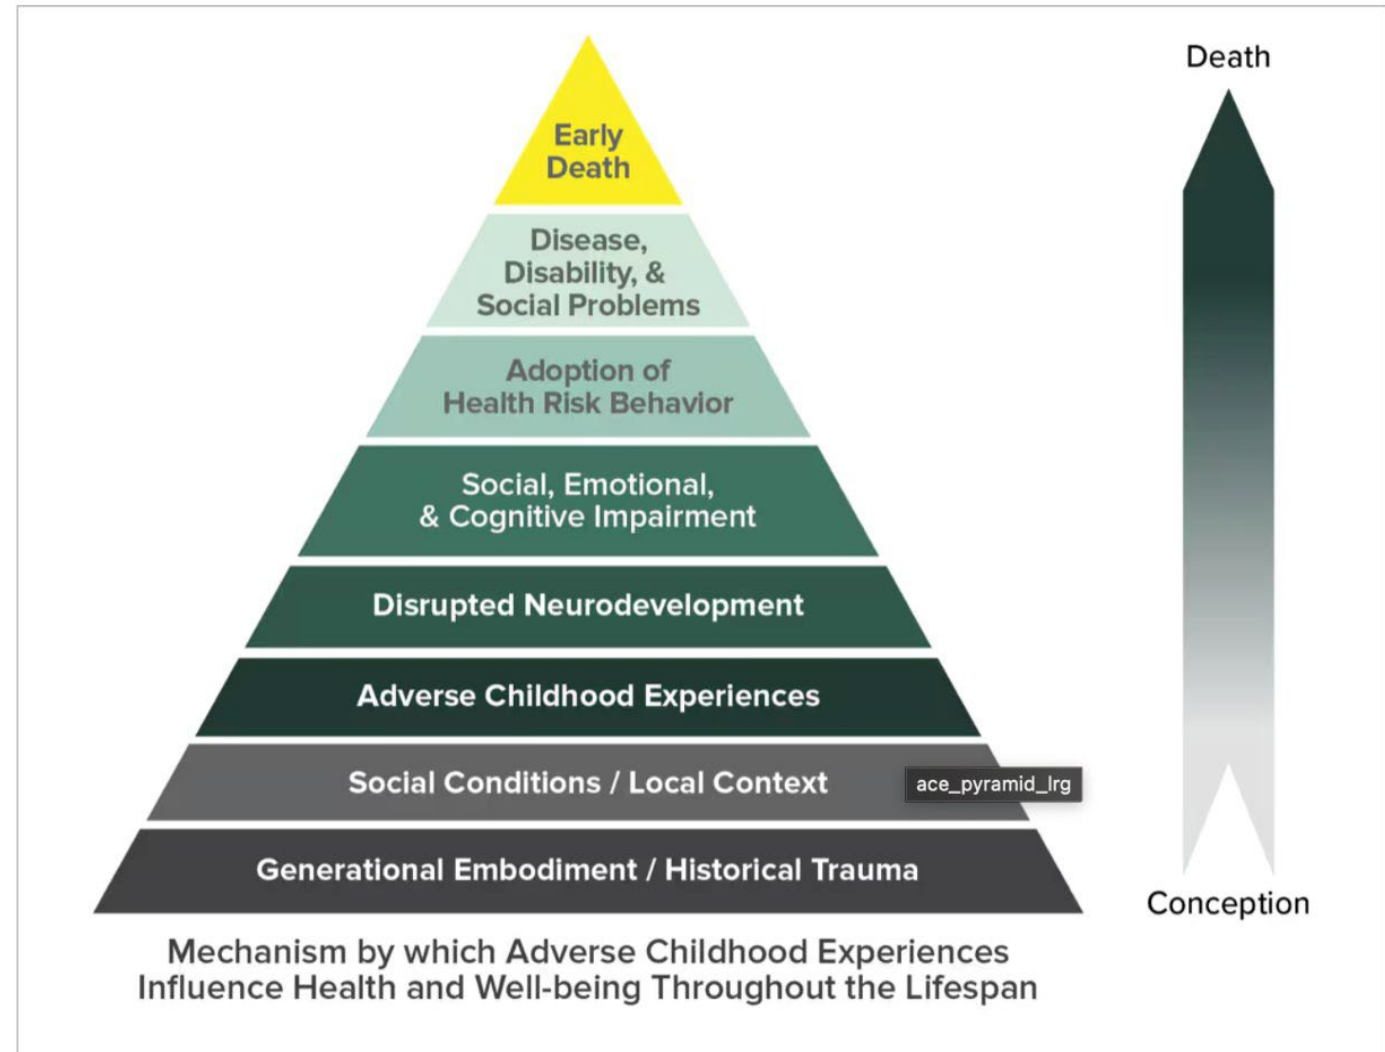 Death
Early
Death
Disease,
Disability, &
Social Problems
Adoption of
Health Risk Behavior
Social, Emotional,
& Cognitive Impairment
Disrupted Neurodevelopment
Adverse Childhood Experiences
Social Conditions / Local Context
ace_pyramid_lrg
Generational Embodiment / Historical Trauma
Conception
Mechanism by which Adverse Childhood Experiences
Influence Health and Well-being Throughout the Lifespan